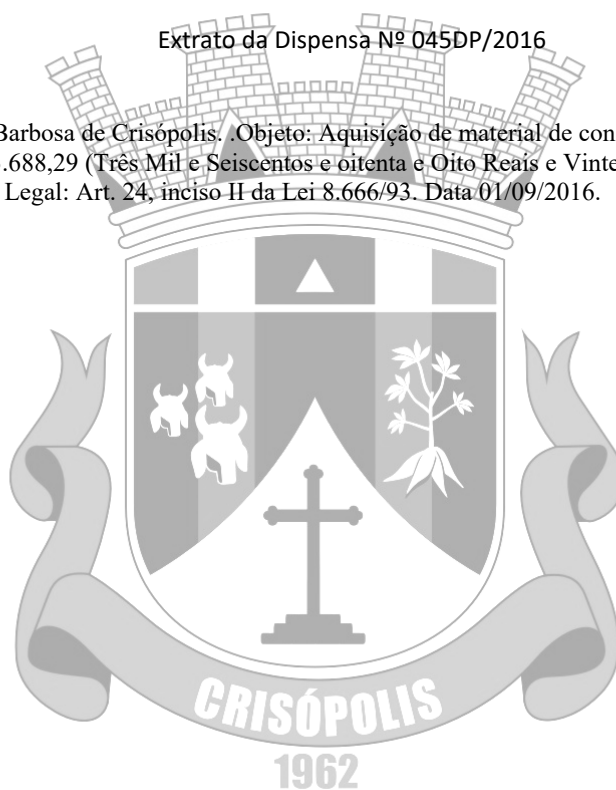 Extrato da Dispensa Nº 045DP/2016
Barbosa de Crisópolis. .Objeto: Aquisição de material de
.688,29 (Três Mil e Seiscentos e oitenta e Oito Reais e Vinte
Legal: Art. 24, inciso II da Lei 8.666/93. Data 01/09/2016.
CRISÓPOLIS
1962